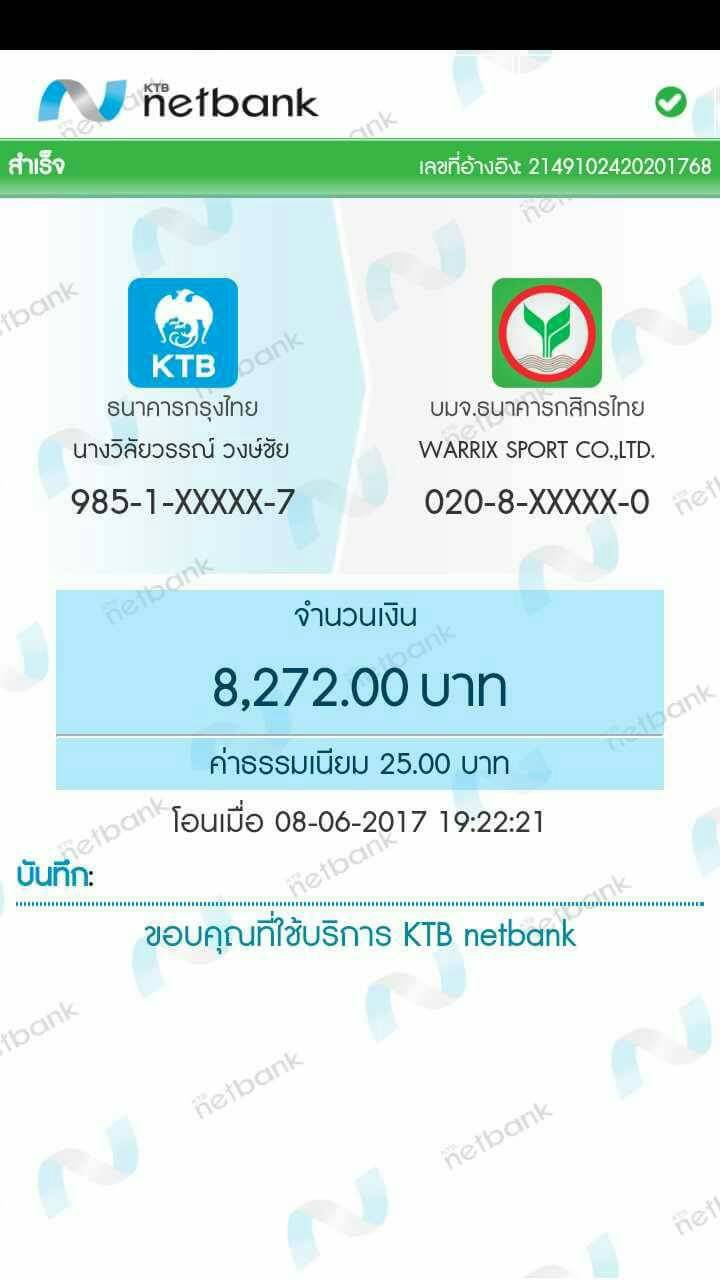 KTB
netbank
สำเร็จ
เลขที่อ้างอิง: 2149102420201768
KTB
ธนาคารกรุงไทย
บมจ.ธนาคารกสิกรไทย
นางวิลัยวรรณ์ วงษ์ชัย
WARRIX SPORT CO.,LTD.
985-1-XXXXX-7
020-8-XXXXX-0
จำนวนเงิน
8,272.00 บาท
ค่าธรรมเนียม 25.00 บาท
โอนเมื่อ 08-06-2017 19:22:21
บันทึก:
ขอบคุณที่ใช้บริการ KTB netbank